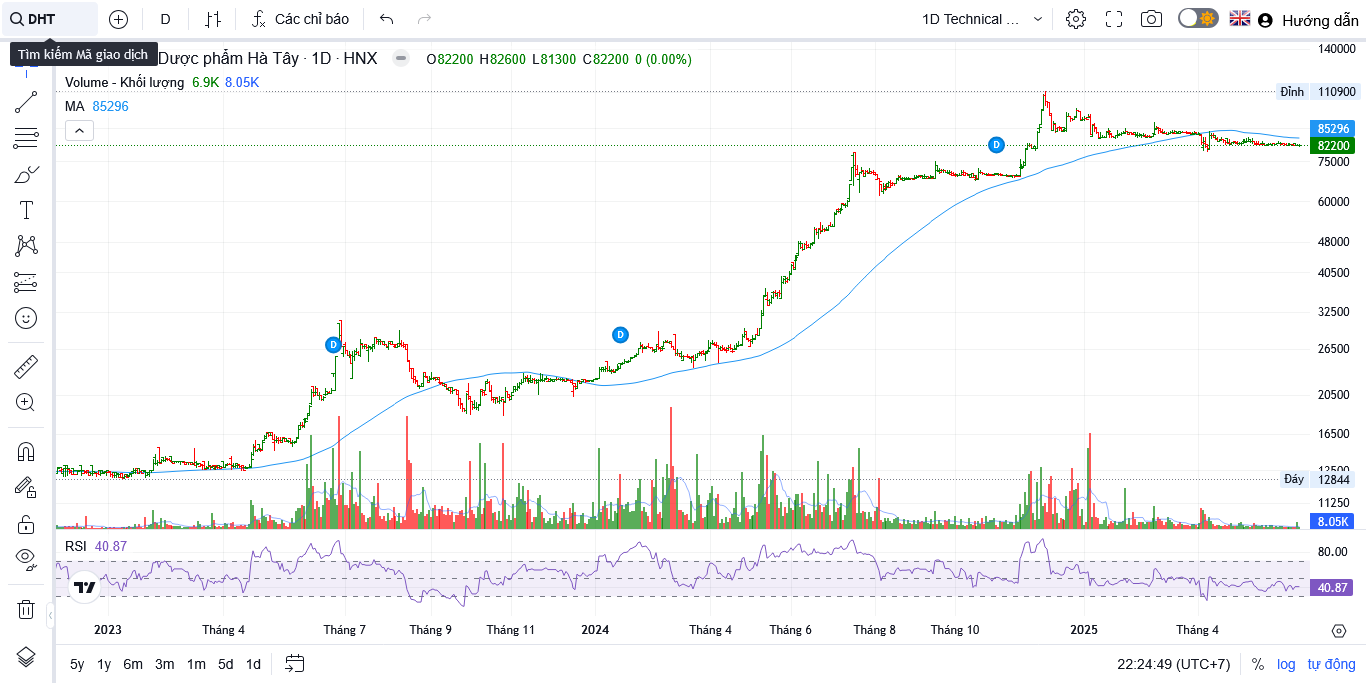 DHT
D
Các chỉ báo
1D Technical ...
Hướng dẫn
Tìm kiếm Mã giao dịch
Dược phẩm Hà Tây · 1D · HNX
O82200 H82600 L81300 C82200 0 (0.00%)
Volume - Khối lượng 6.9K 8.05K
MA 85296
140000
Đỉnh 110900
85296
82200
75000
60000
48000
40500
32500
26500
20500
16500
12500
Đáy 12844
11250
8.05K
D
D
D
RSI 40.87
80.00
40.87
2023
Tháng 4
Tháng 7
Tháng 9
Tháng 11
2024
Tháng 4
Tháng 6
Tháng 8
Tháng 10
2025
Tháng 4
5y 1y 6m 3m 1m 5d 1d
22:24:49 (UTC+7) % log tự động